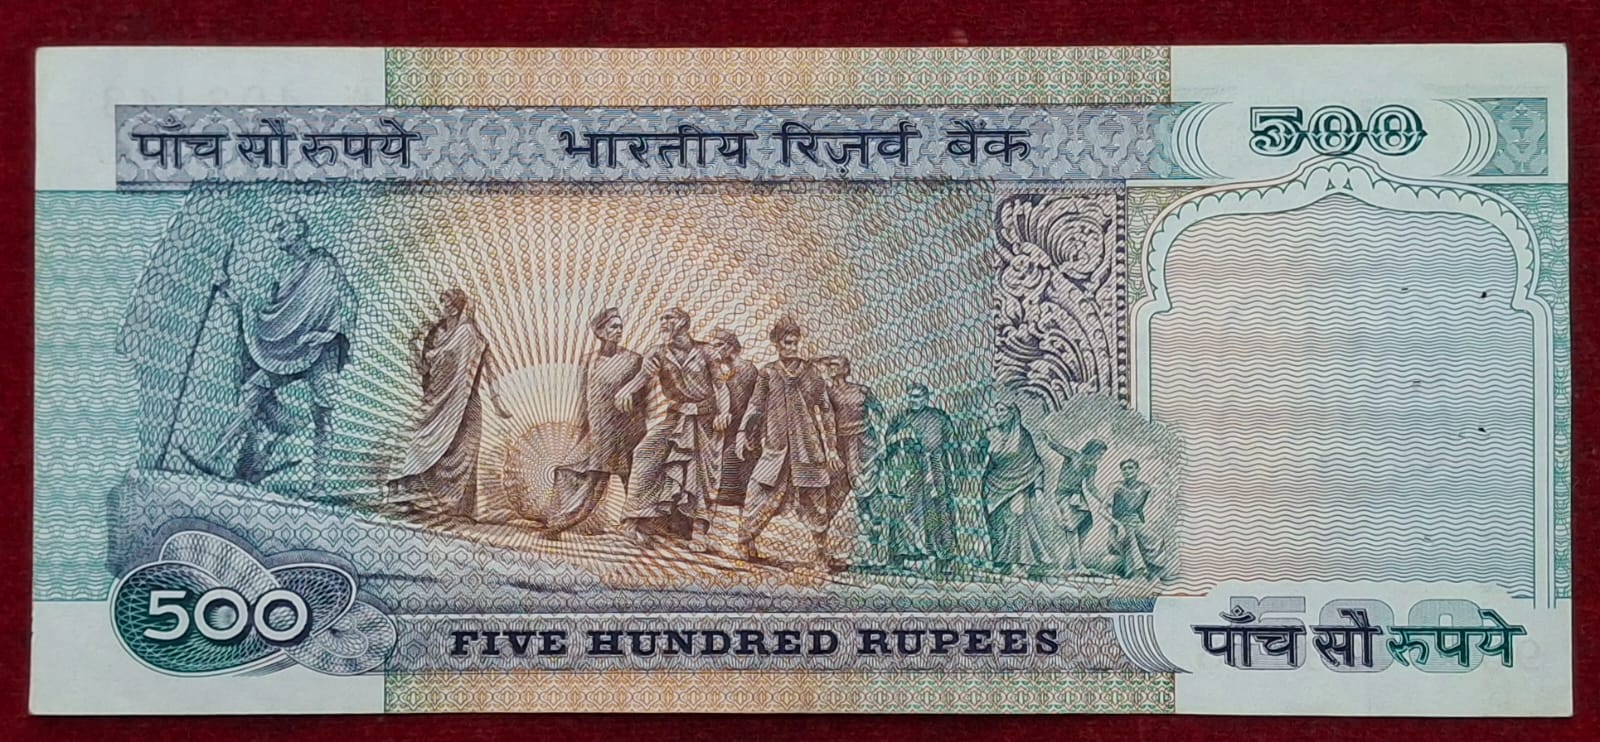 पाँच सौ रुपये भारतीय रिज़र्व बैंक 500
500 FIVE HUNDRED RUPEES पाँच सौ रुपये